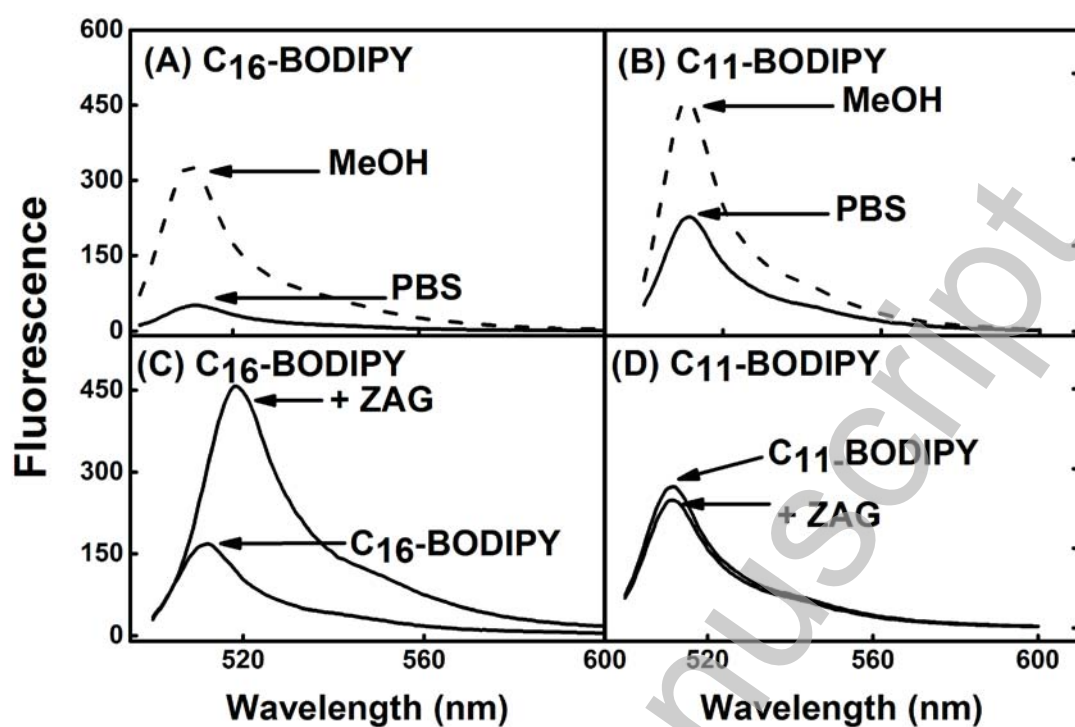 Fluorescence
600
450
300
150
0
(A) C16-BODIPY
MeOH
PBS
(B) C11-BODIPY
MeOH
PBS
450
300
150
0
(C) C16-BODIPY
+ ZAG
C16-BODIPY
(D) C11-BODIPY
C11-BODIPY
+ ZAG
520 560 600
520 560 600
Wavelength (nm)
Wavelength (nm)
nuscript